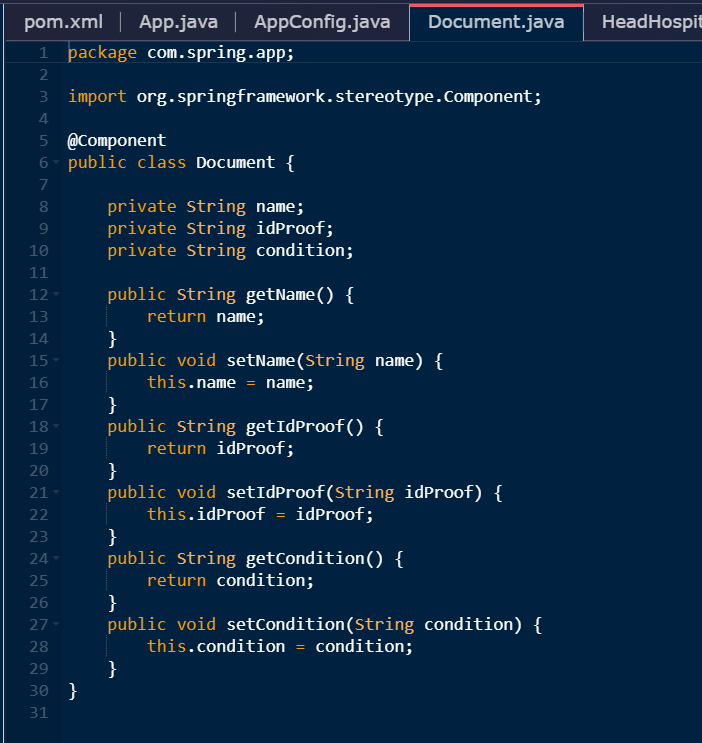 pom.xml | App.java | AppConfig.java Document.java HeadHospit
1 package com.spring.app;
2
3 import org.springframework.stereotype.Component;
4
5 @Component
6 public class Document {
7
8     private String name;
9     private String idProof;
10     private String condition;
11
12     public String getName() {
13         return name;
14     }
15     public void setName(String name) {
16         this.name = name;
17     }
18     public String getIdProof() {
19         return idProof;
20     }
21     public void setIdProof(String idProof) {
22         this.idProof = idProof;
23     }
24     public String getCondition() {
25         return condition;
26     }
27     public void setCondition(String condition) {
28         this.condition = condition;
29     }
30 }
31